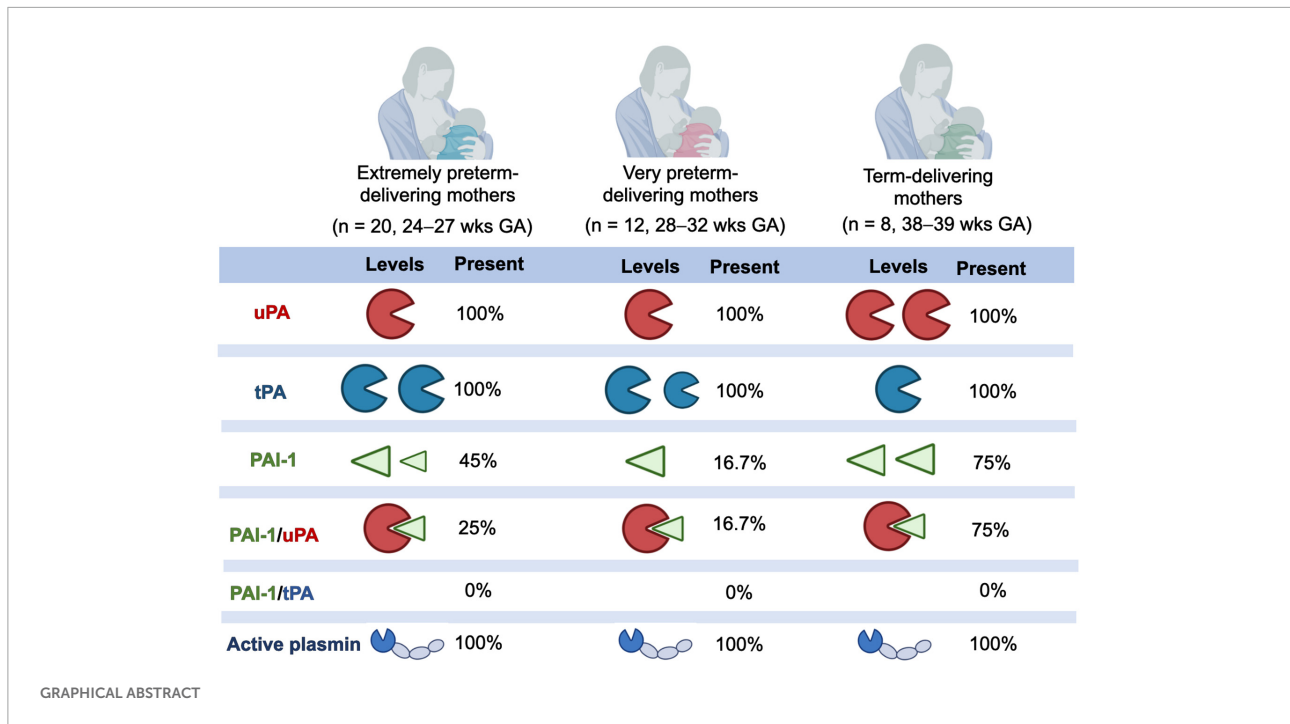 Extremely preterm-
delivering mothers
(n = 20, 24–27 wks GA)
Very preterm-
delivering mothers
(n = 12, 28–32 wks GA)
Term-delivering
mothers
(n = 8, 38–39 wks GA)
Levels Present Levels Present Levels Present
uPA 100% 100% 100%
tPA 100% 100% 100%
PAI-1 45% 16.7% 75%
PAI-1/uPA 25% 16.7% 75%
PAI-1/tPA 0% 0% 0%
Active plasmin 100% 100% 100%
GRAPHICAL ABSTRACT